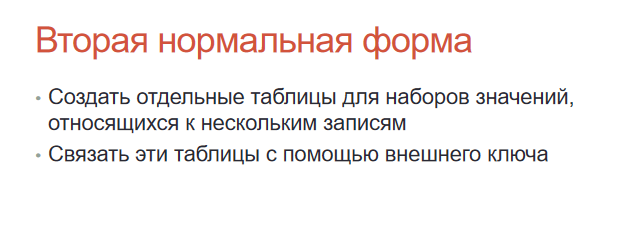 Вторая нормальная форма
• Создать отдельные таблицы для наборов значений,
относящихся к нескольким записям
• Связать эти таблицы с помощью внешнего ключа